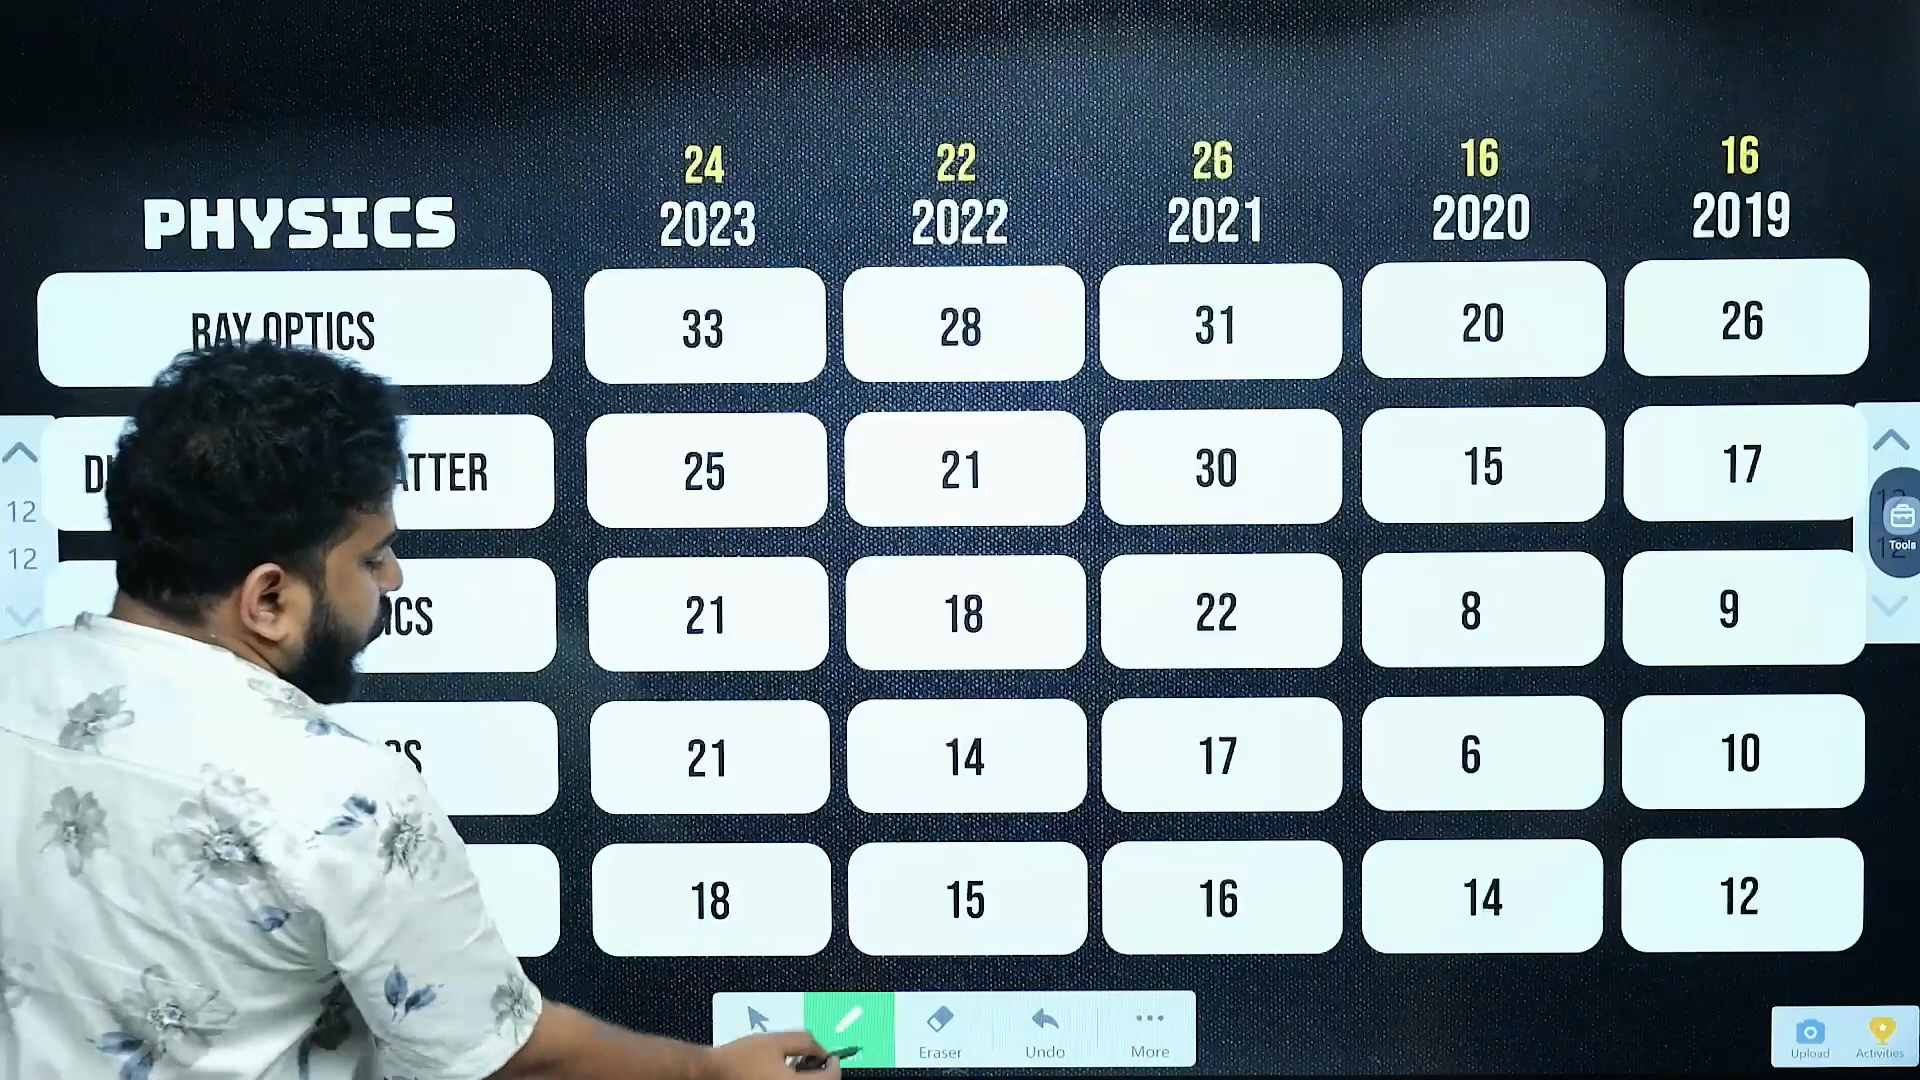 24 22 26 16 16
PHYSICS 2023 2022 2021 2020 2019
RAY OPTICS 33 28 31 20 26
25 21 30 15 17
21 18 22 8 9
21 14 17 6 10
18 15 16 14 12
12
12
Tools
Eraser Undo More
Upload Activities